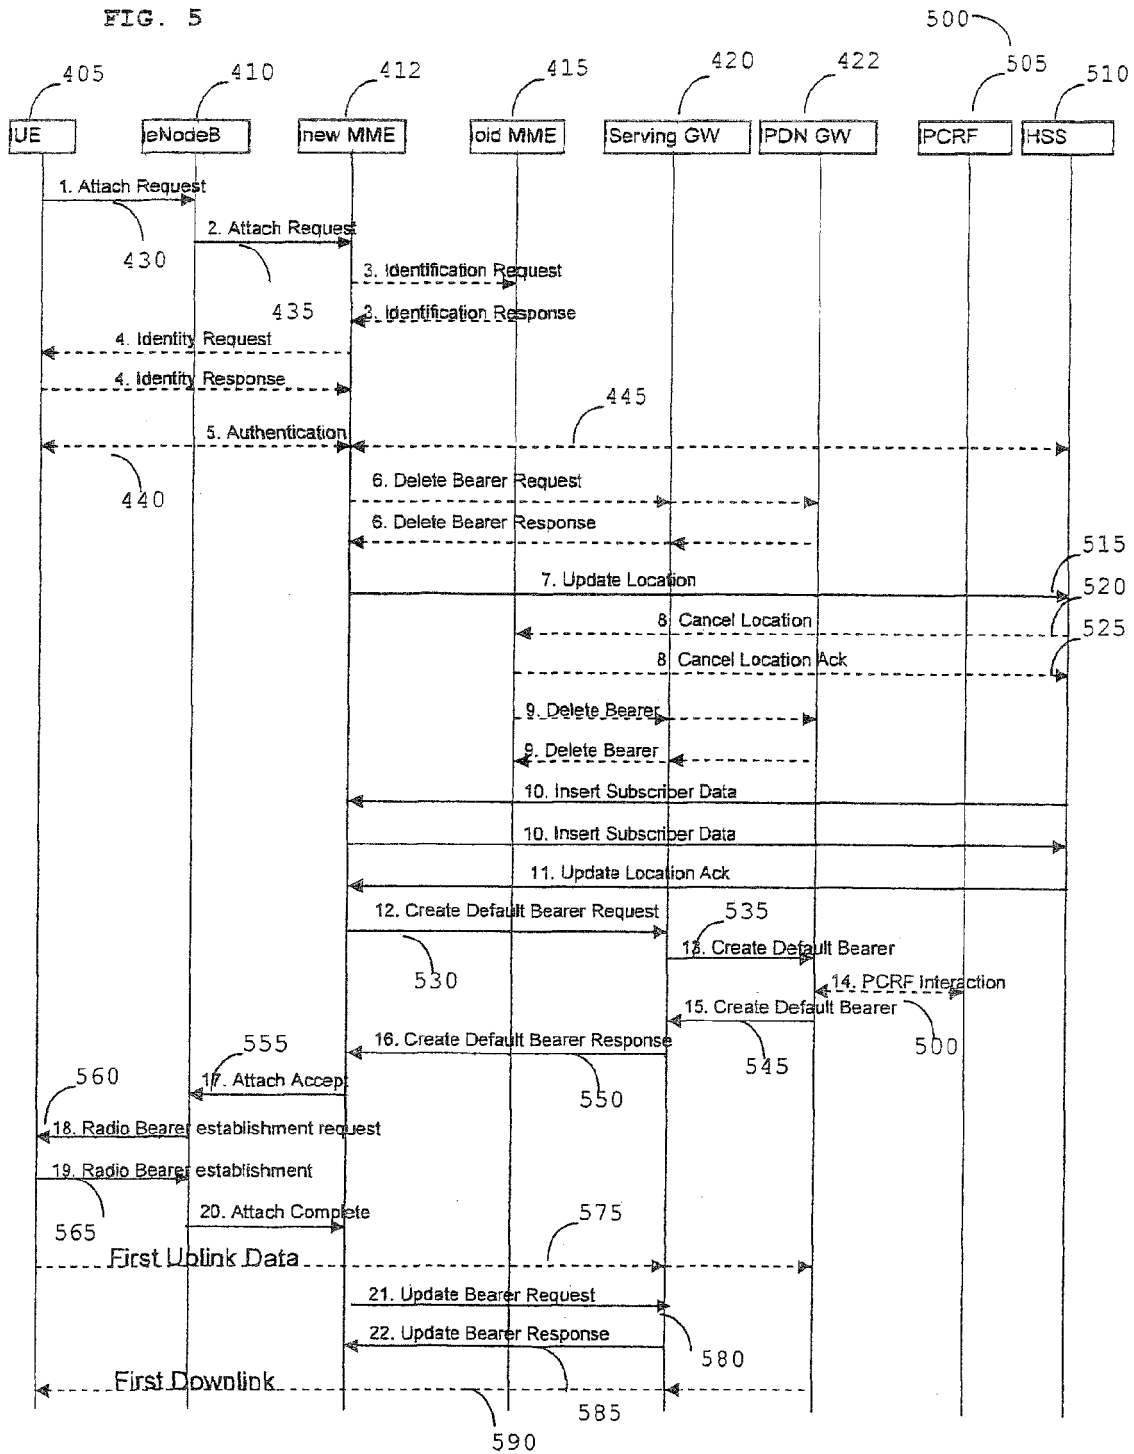 FIG. 5
500
405
410
412
415
420
422
505
510
UE
eNodeB
new MME
old MME
Serving GW
PDN GW
PCRF
HSS
1. Attach Request
430
2. Attach Request
435
3. Identification Request
3. Identification Response
4. Identity Request
4. Identity Response
445
5. Authentication
440
6. Delete Bearer Request
6. Delete Bearer Response
515
7. Update Location
520
8. Cancel Location
525
8. Cancel Location Ack
9. Delete Bearer
9. Delete Bearer
10. Insert Subscriber Data
10. Insert Subscriber Data
11. Update Location Ack
12. Create Default Bearer Request
535
13. Create Default Bearer
530
14. PCRF Interaction
15. Create Default Bearer
500
545
16. Create Default Bearer Response
555
550
17. Attach Accept
560
18. Radio Bearer establishment request
19. Radio Bearer establishment
565
20. Attach Complete
575
First Uplink Data
21. Update Bearer Request
22. Update Bearer Response
580
First Downlink
585
590